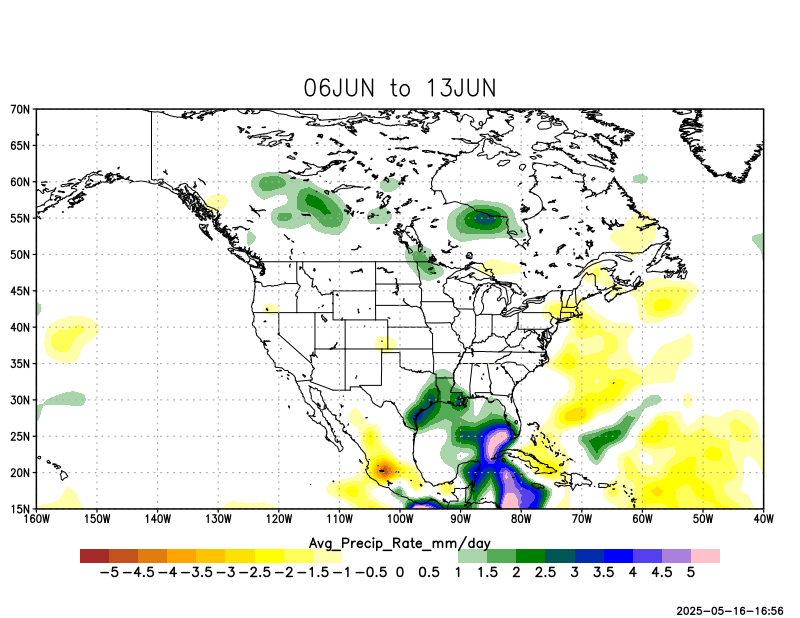 06JUN to 13JUN
70N
65N
60N
55N
50N
45N
40N
35N
30N
25N
20N
15N
160W 150W 140W 130W 120W 110W 100W 90W 80W 70W 60W 50W 40W
Avg_Precip_Rate_mm/day
-5 -4.5 -4 -3.5 -3 -2.5 -2 -1.5 -1 -0.5 0 0.5 1 1.5 2 2.5 3 3.5 4 4.5 5
2025-05-16-16:56